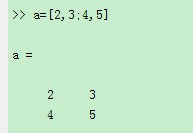 >> a=[2,3;4,5]
a =
2 3
4 5